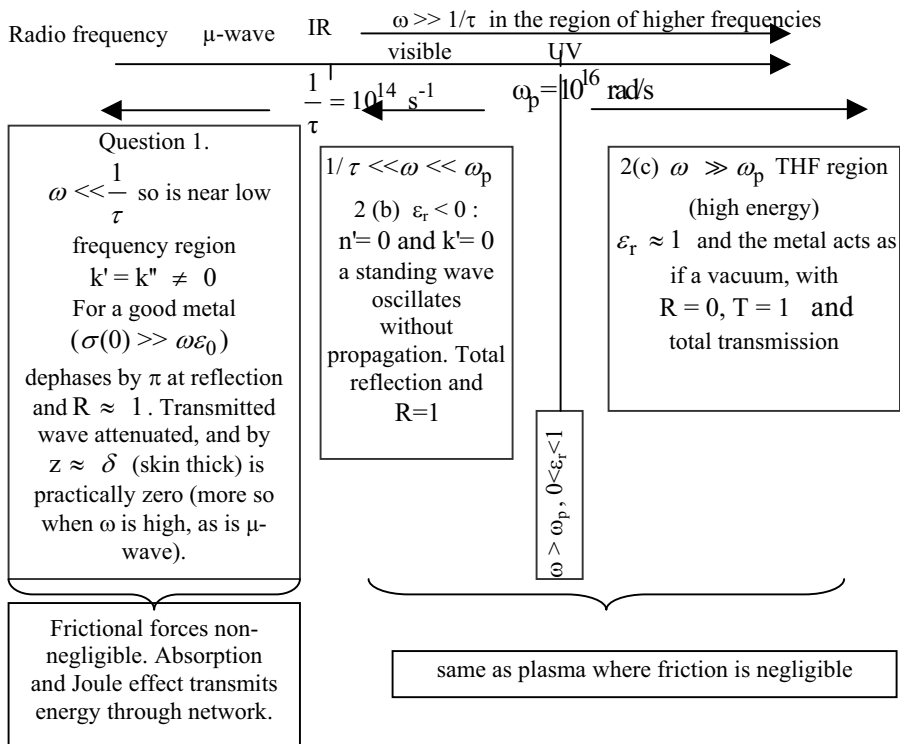 Radio frequency μ-wave IR ω >> 1/τ in the region of higher frequencies
visible UV
1/τ = 10^14 s^-1
ω_p = 10^16 rad/s
Question 1.
ω << 1/τ so is near low
frequency region
k' = k" ≠ 0
For a good metal
(σ(0) >> ωε_0)
dephases by π at reflection
and R ≈ 1. Transmitted
wave attenuated, and by
z ≈ δ (skin thick) is
practically zero (more so
when ω is high, as is μ-
wave).
1/τ << ω << ω_p
2 (b) ε_r < 0 :
n'= 0 and k'= 0
a standing wave
oscillates
without
propagation. Total
reflection and
R=1
ω > ω_p, 0<ε_r<1
2(c) ω ≫ ω_p THF region
(high energy)
ε_r ≈ 1 and the metal acts as
if a vacuum, with
R = 0, T = 1 and
total transmission
Frictional forces non-
negligible. Absorption
and Joule effect transmits
energy through network.
same as plasma where friction is negligible